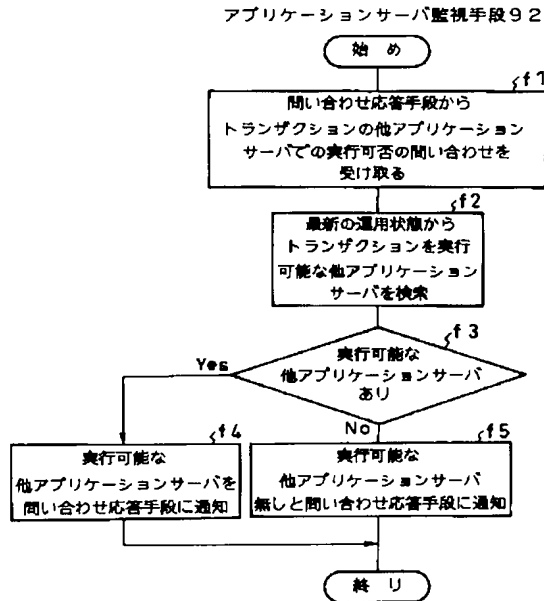 アプリケーションサーバ監視手段92
始め
f1
問い合わせ応答手段から
トランザクションの他アプリケーション
サーバでの実行可否の問い合わせを
受け取る
f2
最新の運用状態から
トランザクションを実行
可能な他アプリケーション
サーバを検索
f3
実行可能な
他アプリケーションサーバ
あり
Yes
No
f4
実行可能な
他アプリケーションサーバを
問い合わせ応答手段に通知
f5
実行可能な
他アプリケーションサーバ
無しと問い合わせ応答手段に通知
終り